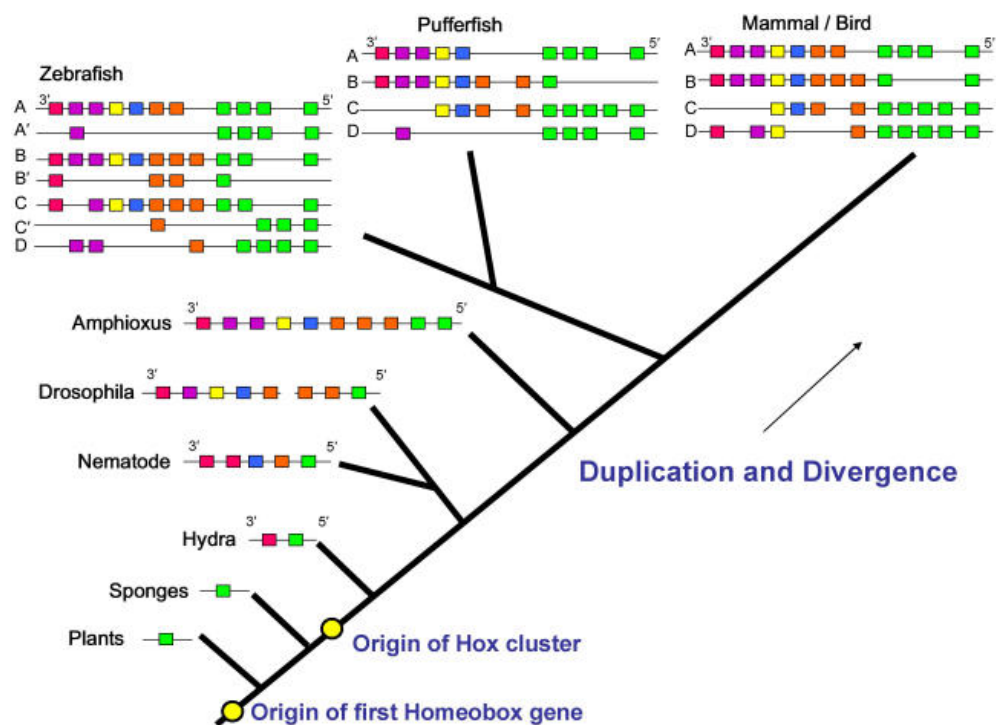 Pufferfish
3′ 5′
A
B
C
D
Mammal / Bird
3′ 5′
A
B
C
D
Zebrafish
3′ 5′
A
A′
B
B′
C
C′
D
Amphioxus 3′ 5′
Drosophila 3′ 5′
Nematode 3′ 5′
Hydra 3′ 5′
Sponges
Plants
Duplication and Divergence
Origin of Hox cluster
Origin of first Homeobox gene